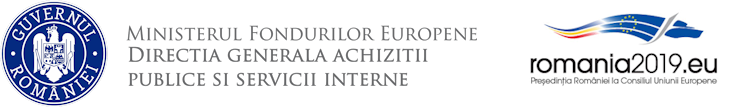 GUVERNUL
ROMÂNIEI
MINISTERUL FONDURILOR EUROPENE
DIRECTIA GENERALA ACHIZITII
PUBLICE SI SERVICII INTERNE
romania2019.eu
Președinția României la Consiliul Uniunii Europene